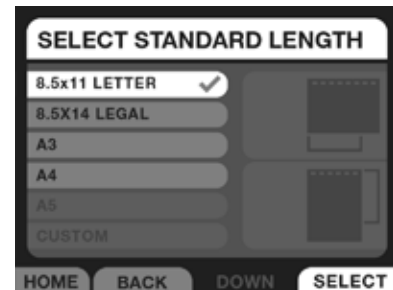 SELECT STANDARD LENGTH
8.5x11 LETTER
8.5X14 LEGAL
A3
A4
A5
CUSTOM
HOME BACK DOWN SELECT